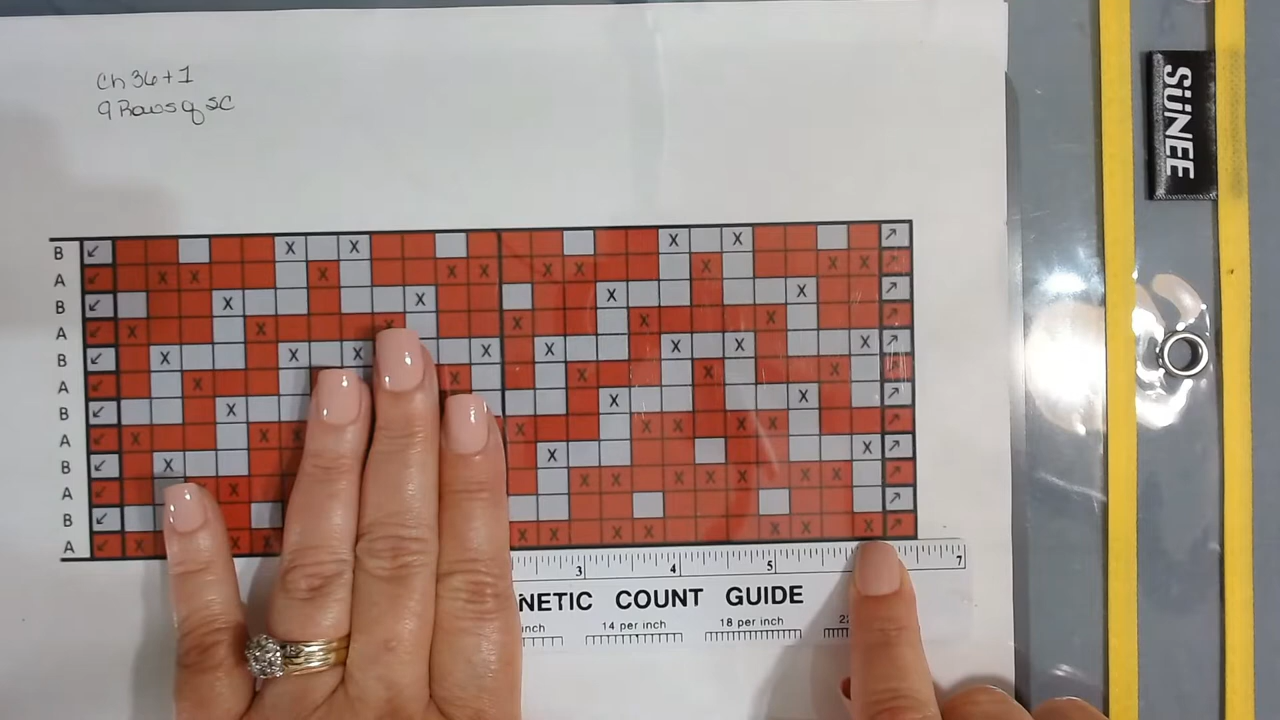 Ch 36 + 1
9 Rows of SC
SÜNEE
B
A
B
A
B
A
B
A
B
A
B
A
3 4 5 7
NETIC COUNT GUIDE
14 per inch 18 per inch